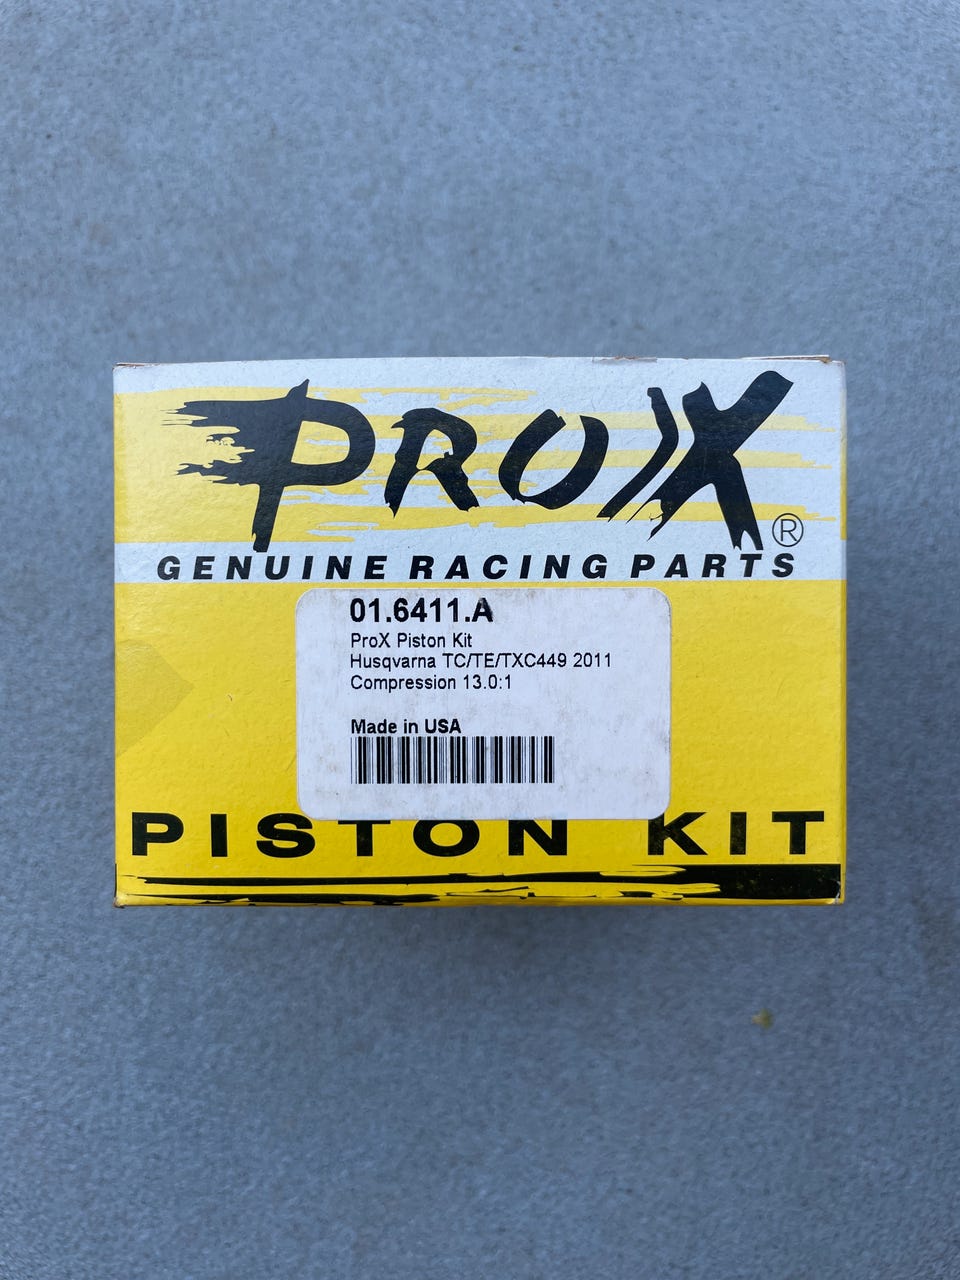 PROX®
GENUINE RACING PARTS
01.6411.A
ProX Piston Kit
Husqvarna TC/TE/TXC449 2011
Compression 13.0:1
Made in USA
PISTON KIT